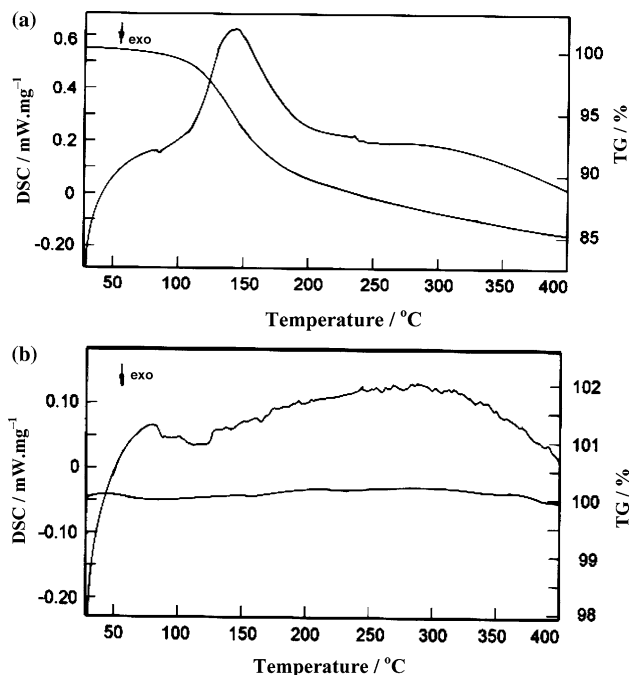 (a)
exo
0.6
0.4
0.2
0
-0.20
DSC / mW.mg⁻¹
100
95
90
85
TG / %
50 100 150 200 250 300 350 400
Temperature / °C
(b)
exo
0.10
0
-0.10
-0.20
DSC / mW.mg⁻¹
102
101
100
99
98
TG / %
50 100 150 200 250 300 350 400
Temperature / °C